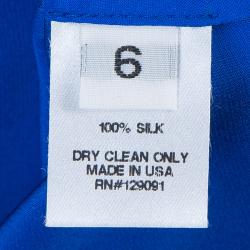 6
100% SILK
DRY CLEAN ONLY
MADE IN USA
RN#129091